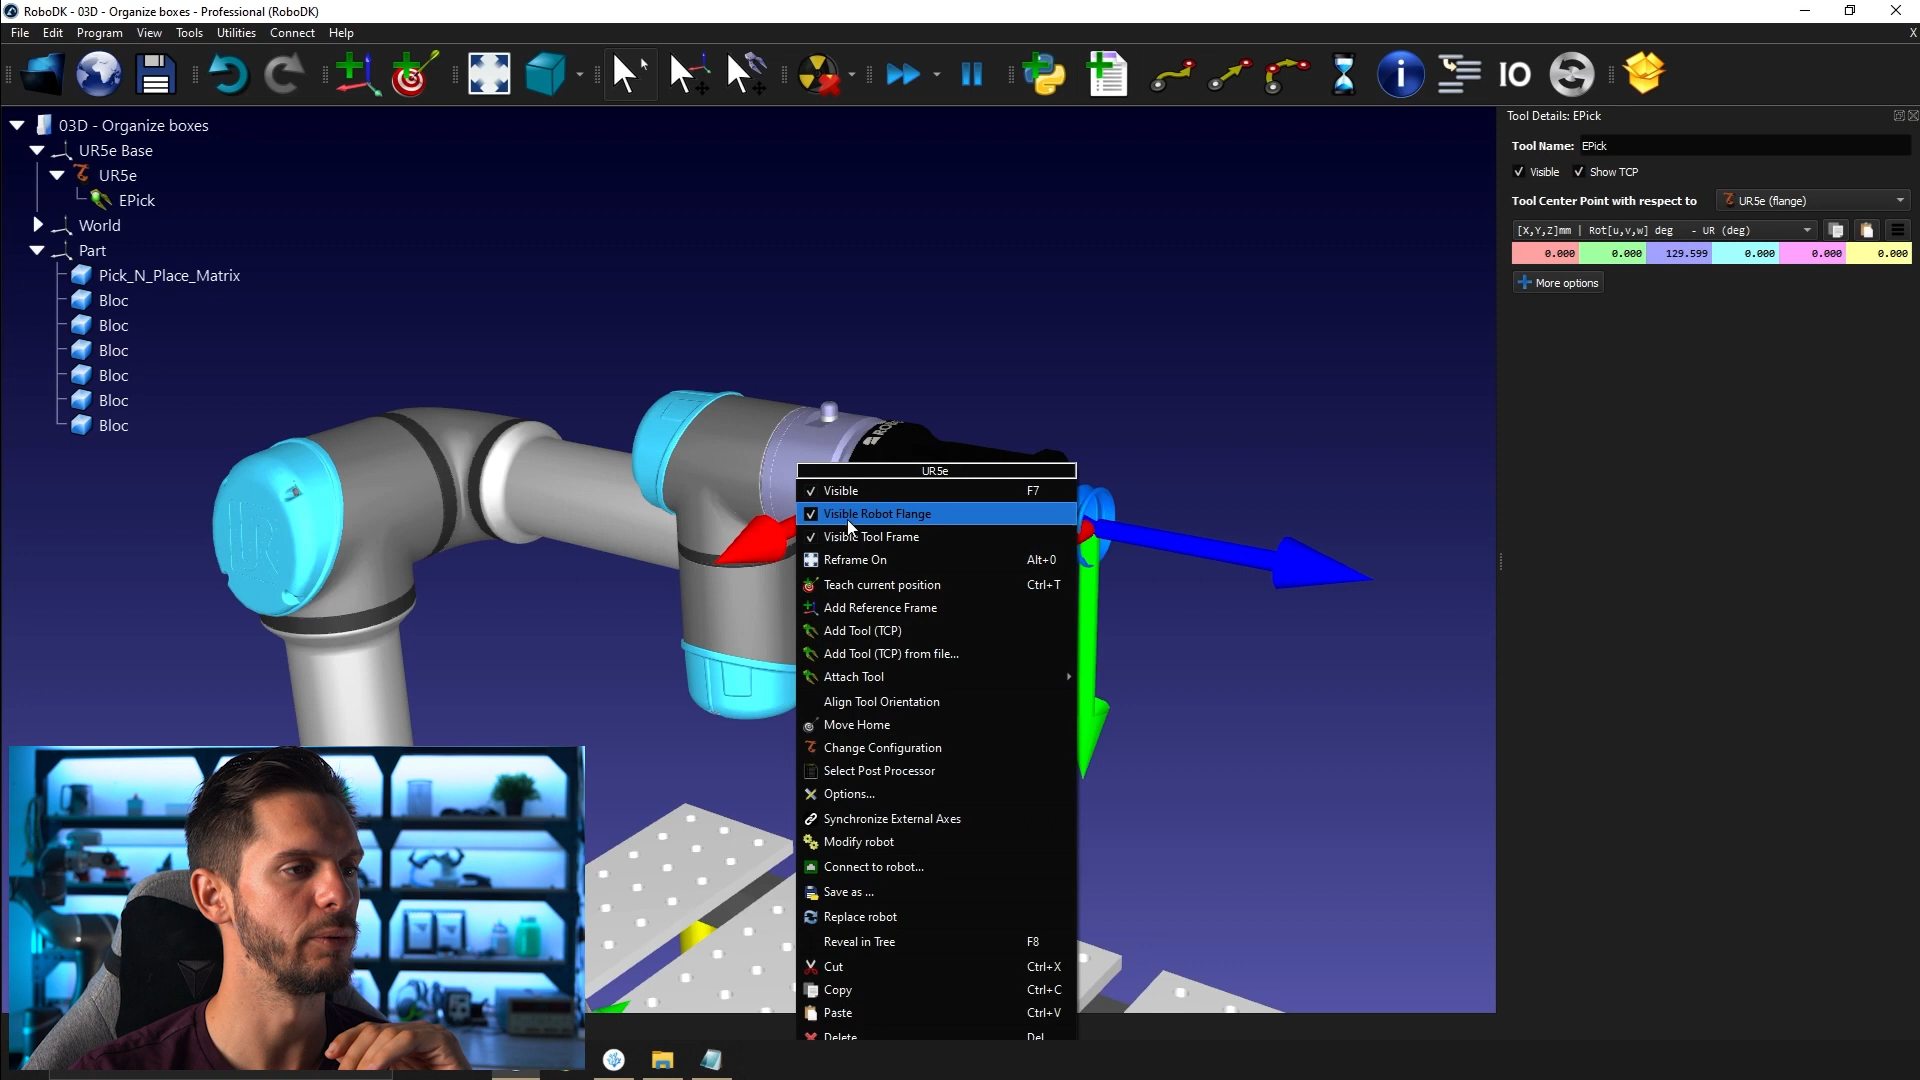 RoboDK - 03D - Organize boxes - Professional (RoboDK)
File Edit Program View Tools Utilities Connect Help
X
IO
03D - Organize boxes
UR5e Base
UR5e
EPick
World
Part
Pick_N_Place_Matrix
Bloc
Bloc
Bloc
Bloc
Bloc
Bloc
Tool Details: EPick
Tool Name: EPick
Visible Show TCP
Tool Center Point with respect to UR5e (flange)
[X,Y,Z]mm | Rot[u,v,w] deg - UR (deg)
0.000 0.000 129.599 0.000 0.000 0.000
More options
UR
UR5e
Visible F7
Visible Robot Flange
Visible Tool Frame
Reframe On Alt+0
Teach current position Ctrl+T
Add Reference Frame
Add Tool (TCP)
Add Tool (TCP) from file...
Attach Tool
Align Tool Orientation
Move Home
Change Configuration
Select Post Processor
Options...
Synchronize External Axes
Modify robot
Connect to robot...
Save as ...
Replace robot
Reveal in Tree F8
Cut Ctrl+X
Copy Ctrl+C
Paste Ctrl+V
Delete Del